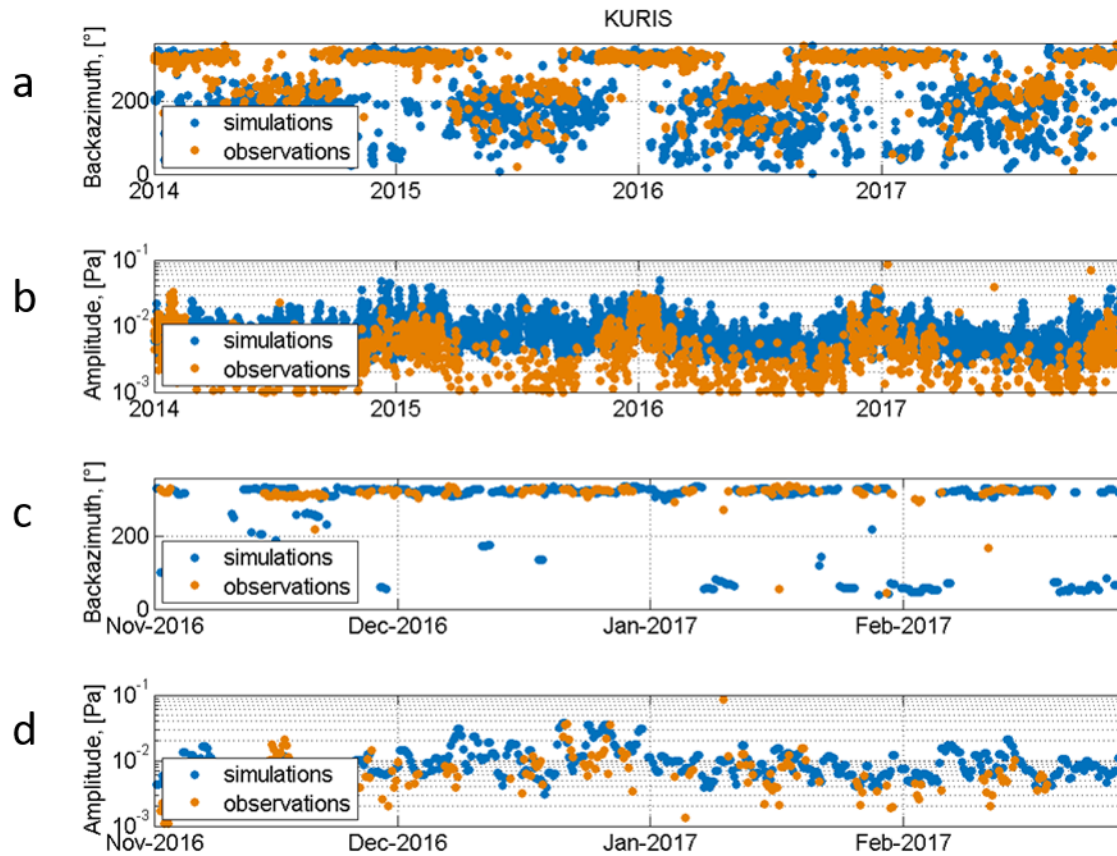 KURIS
a
Backazimuth, [°]
200
0
simulations
observations
2014
2015
2016
2017
b
Amplitude, [Pa]
10-1
10-2
10-3
simulations
observations
2014
2015
2016
2017
c
Backazimuth, [°]
200
0
simulations
observations
Nov-2016
Dec-2016
Jan-2017
Feb-2017
d
Amplitude, [Pa]
10-1
10-2
10-3
simulations
observations
Nov-2016
Dec-2016
Jan-2017
Feb-2017